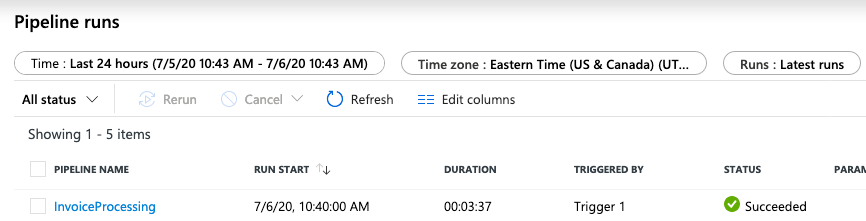 Pipeline runs
Time : Last 24 hours (7/5/20 10:43 AM - 7/6/20 10:43 AM) Time zone : Eastern Time (US & Canada) (UT... Runs : Latest runs
All status Rerun Cancel Refresh Edit columns
Showing 1 - 5 items
PIPELINE NAME RUN START DURATION TRIGGERED BY STATUS PARAM
InvoiceProcessing 7/6/20, 10:40:00 AM 00:03:37 Trigger 1 Succeeded